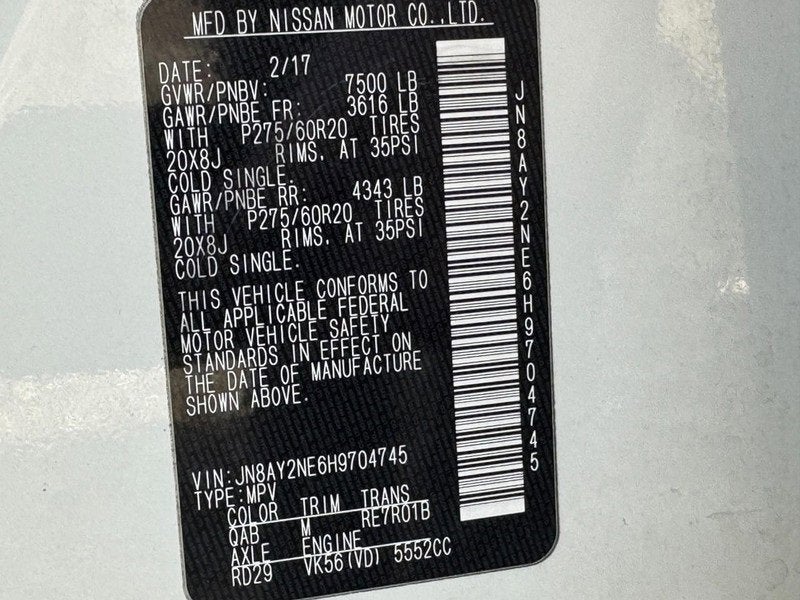 MFD BY NISSAN MOTOR CO.,LTD.
DATE: 2/17
GVWR/PNBV: 7500 LB
GAWR/PNBE FR: 3616 LB
WITH P275/60R20 TIRES
20X8J RIMS, AT 35PSI
COLD SINGLE.
GAWR/PNBE RR: 4343 LB
WITH P275/60R20 TIRES
20X8J RIMS, AT 35PSI
COLD SINGLE.
THIS VEHICLE CONFORMS TO
ALL APPLICABLE FEDERAL
MOTOR VEHICLE SAFETY
STANDARDS IN EFFECT ON
THE DATE OF MANUFACTURE
SHOWN ABOVE.
VIN:JN8AY2NE6H9704745
TYPE:MPV
COLOR TRIM TRANS
QAB M RE7R01B
AXLE ENGINE
RD29 VK56(VD) 5552CC
JN8AY2NE6H9704745